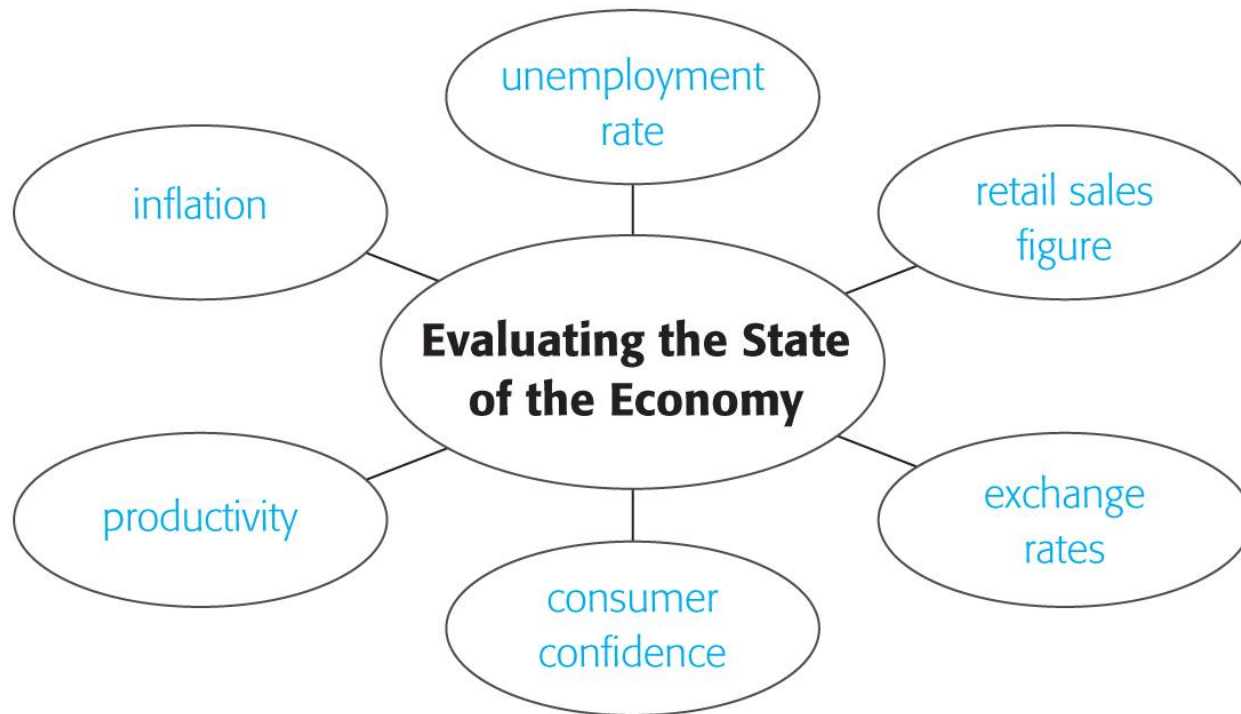 unemployment
rate
inflation
retail sales
figure
Evaluating the State
of the Economy
productivity
exchange
rates
consumer
confidence